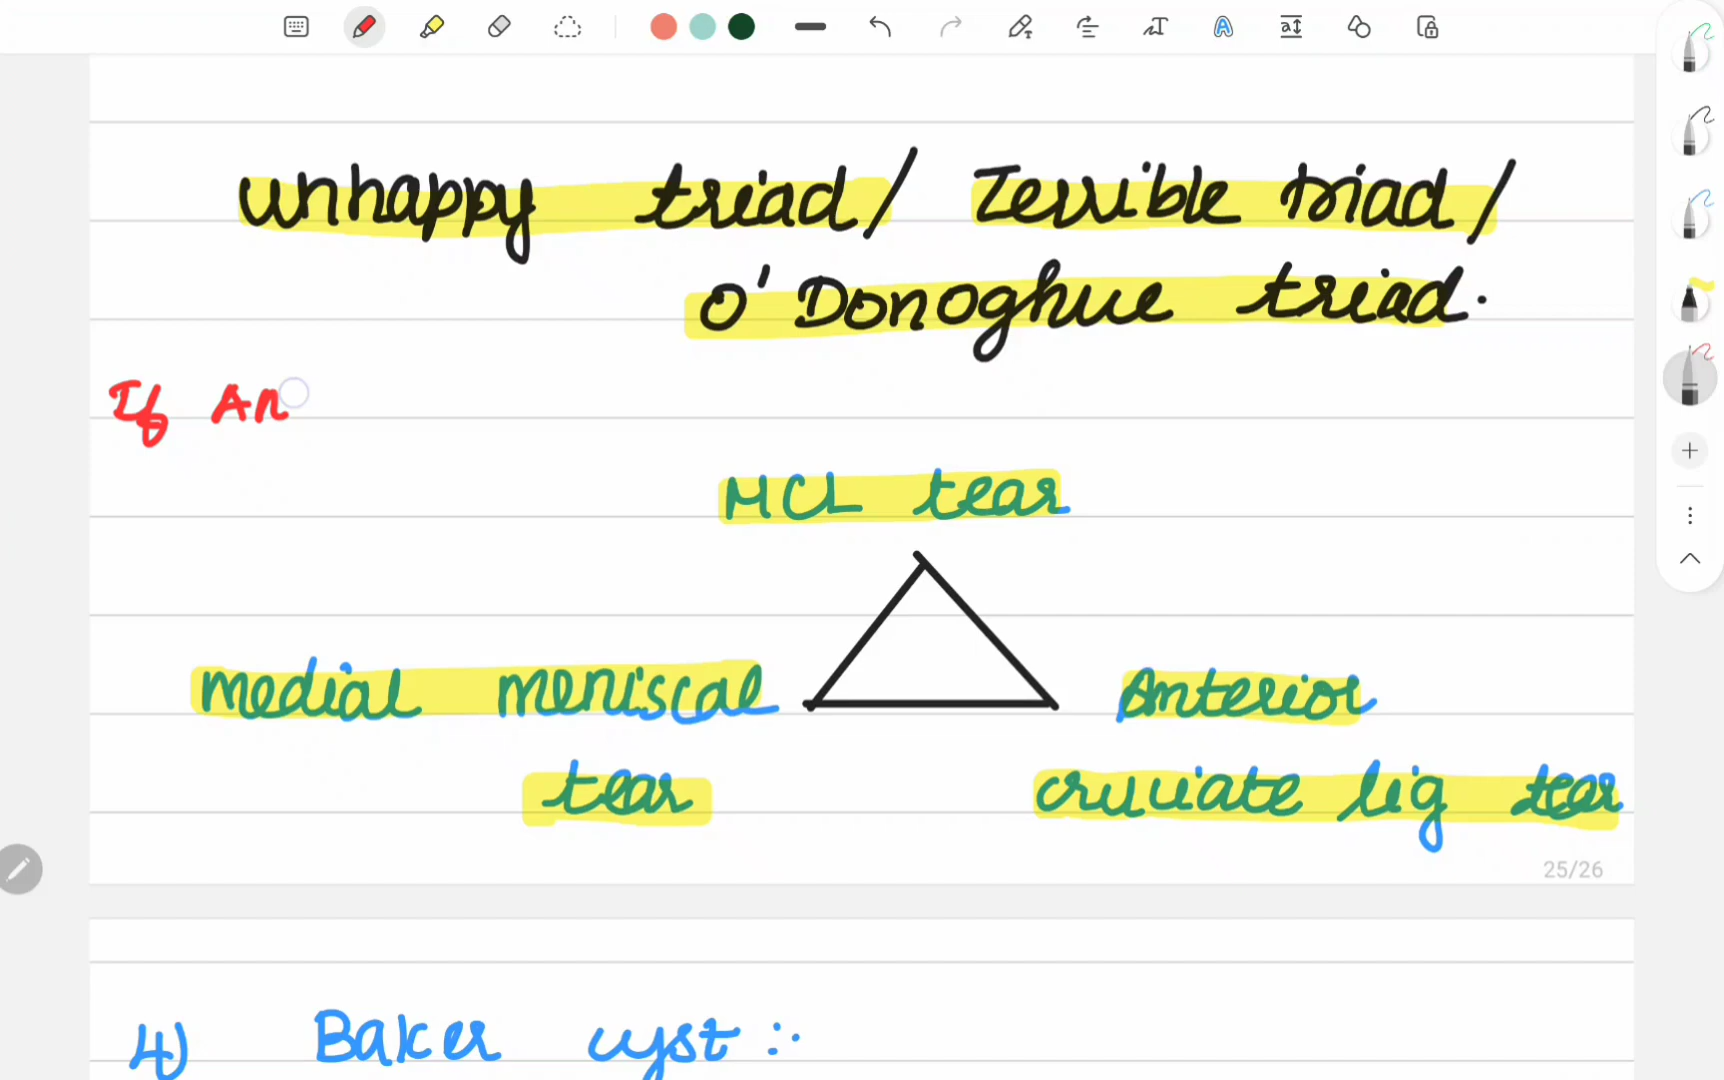 unhappy triad/ Terrible triad/
O'Donoghue triad.
If An
MCL tear
medial meniscal
tear
Anterior
cruciate lig tear
25/26
4) Baker cyst :-